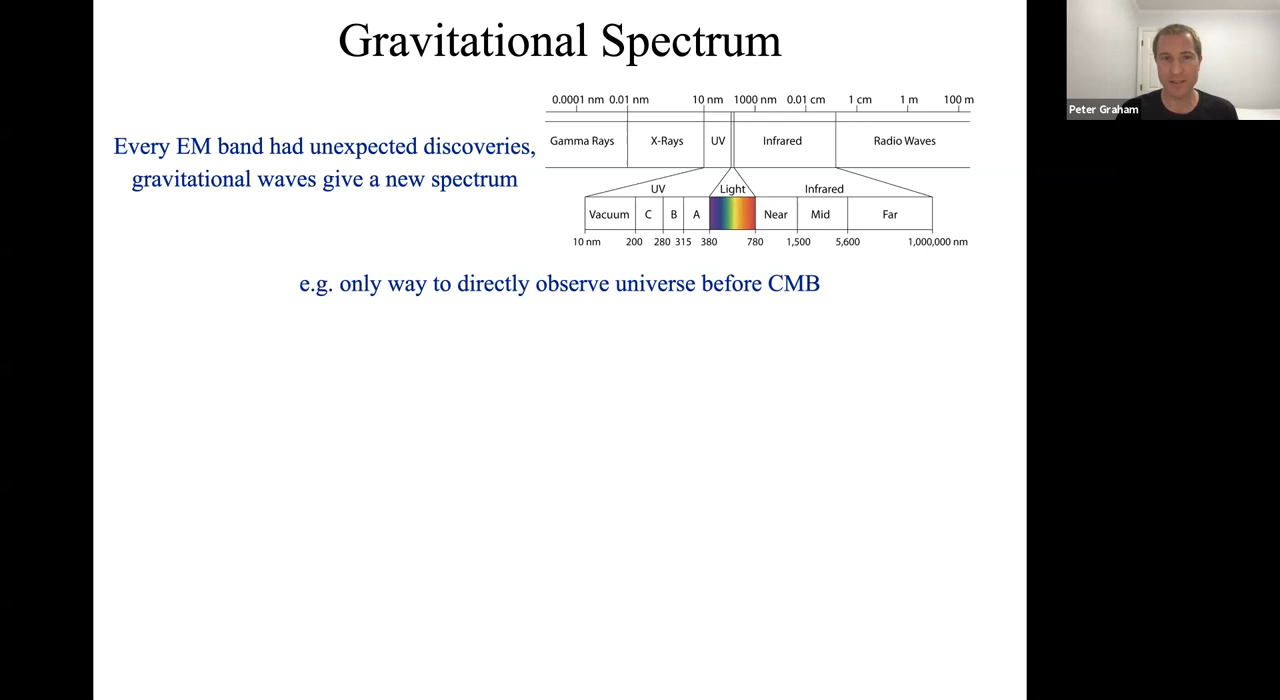 Gravitational Spectrum
Peter Graham
Every EM band had unexpected discoveries,
gravitational waves give a new spectrum
0.0001 nm 0.01 nm 10 nm 1000 nm 0.01 cm 1 cm 1 m 100 m
Gamma Rays X-Rays UV Infrared Radio Waves
UV Light Infrared
Vacuum C B A Near Mid Far
10 nm 200 280 315 380 780 1,500 5,600 1,000,000 nm
e.g. only way to directly observe universe before CMB